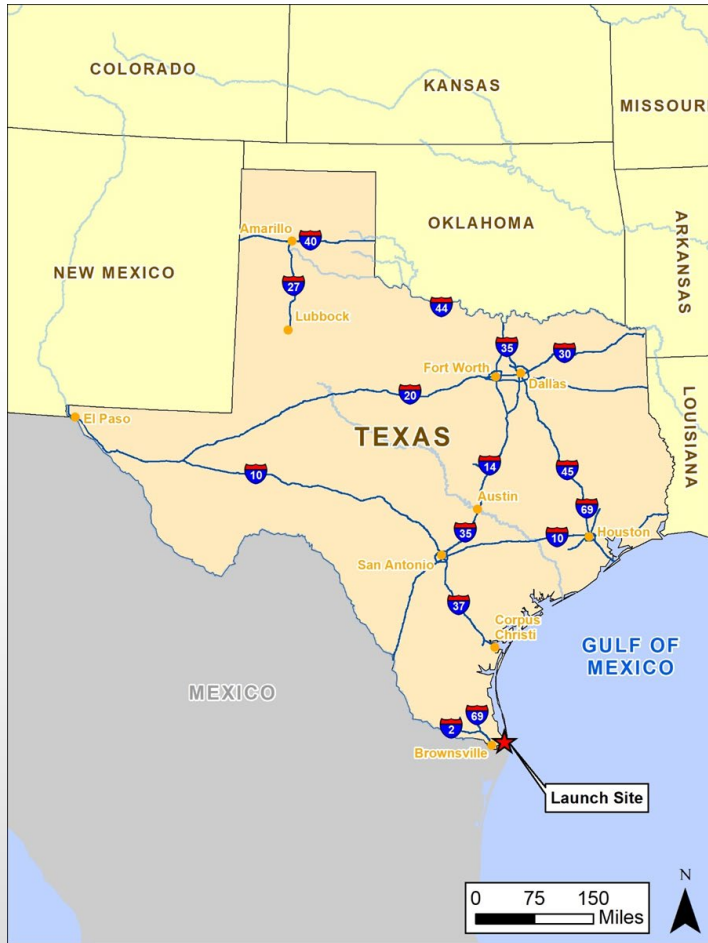 COLORADO
KANSAS
MISSOURI
Amarillo
40
OKLAHOMA
ARKANSAS
NEW MEXICO
27
44
Lubbock
35
30
Fort Worth
Dallas
El Paso
20
LOUISIANA
TEXAS
10
14
45
Austin
69
35
10
Houston
San Antonio
37
Corpus
Christi
GULF OF
MEXICO
MEXICO
69
2
Brownsville
Launch Site
N
0 75 150
Miles